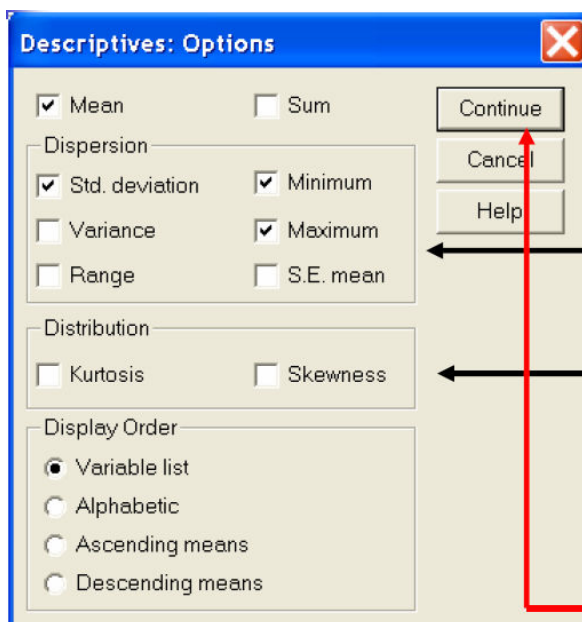 Descriptives: Options
Mean Sum
Continue
Dispersion
Cancel
Std. deviation Minimum
Help
Variance Maximum
Range S.E. mean
Distribution
Kurtosis Skewness
Display Order
Variable list
Alphabetic
Ascending means
Descending means